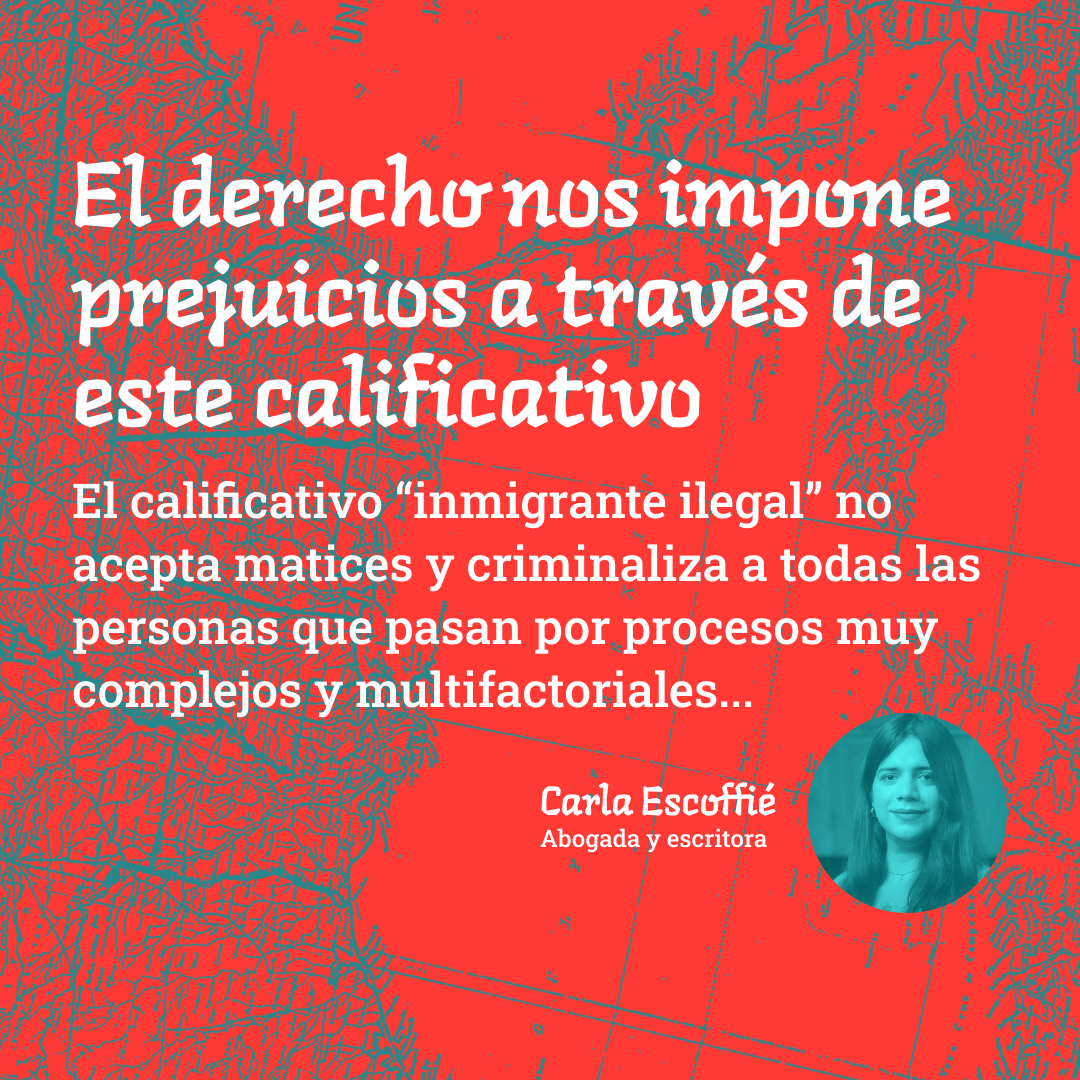 UN
El derecho nos impone
prejuicios a través de
este calificativo
El calificativo “inmigrante ilegal” no
acepta matices y criminaliza a todas las
personas que pasan por procesos muy
complejos y multifactoriales...
Carla Escoffié
Abogada y escritora